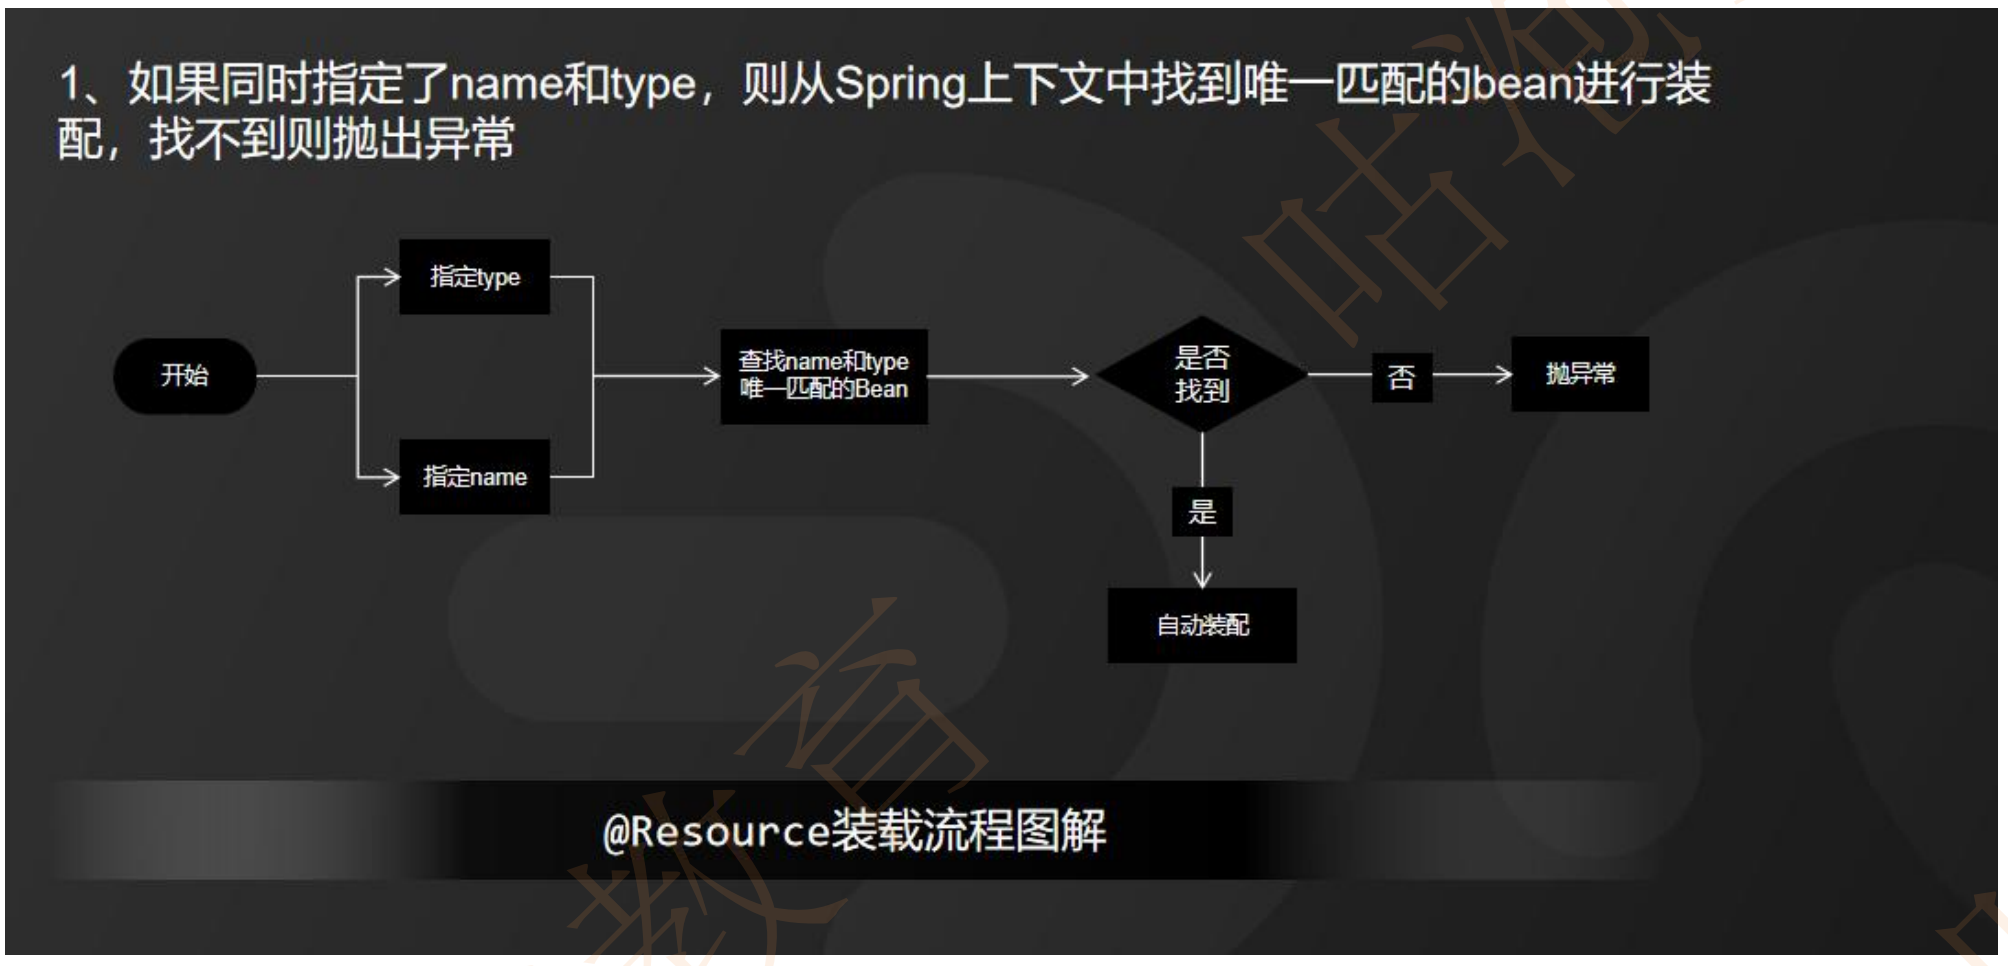 1、如果同时指定了name和type，则从Spring上下文中找到唯一匹配的bean进行装
配，找不到则抛出异常
指定type
开始
查找name和type
唯一匹配的Bean
是否
找到
否
抛异常
指定name
是
自动装配
@Resource装载流程图解
咕泡
教育